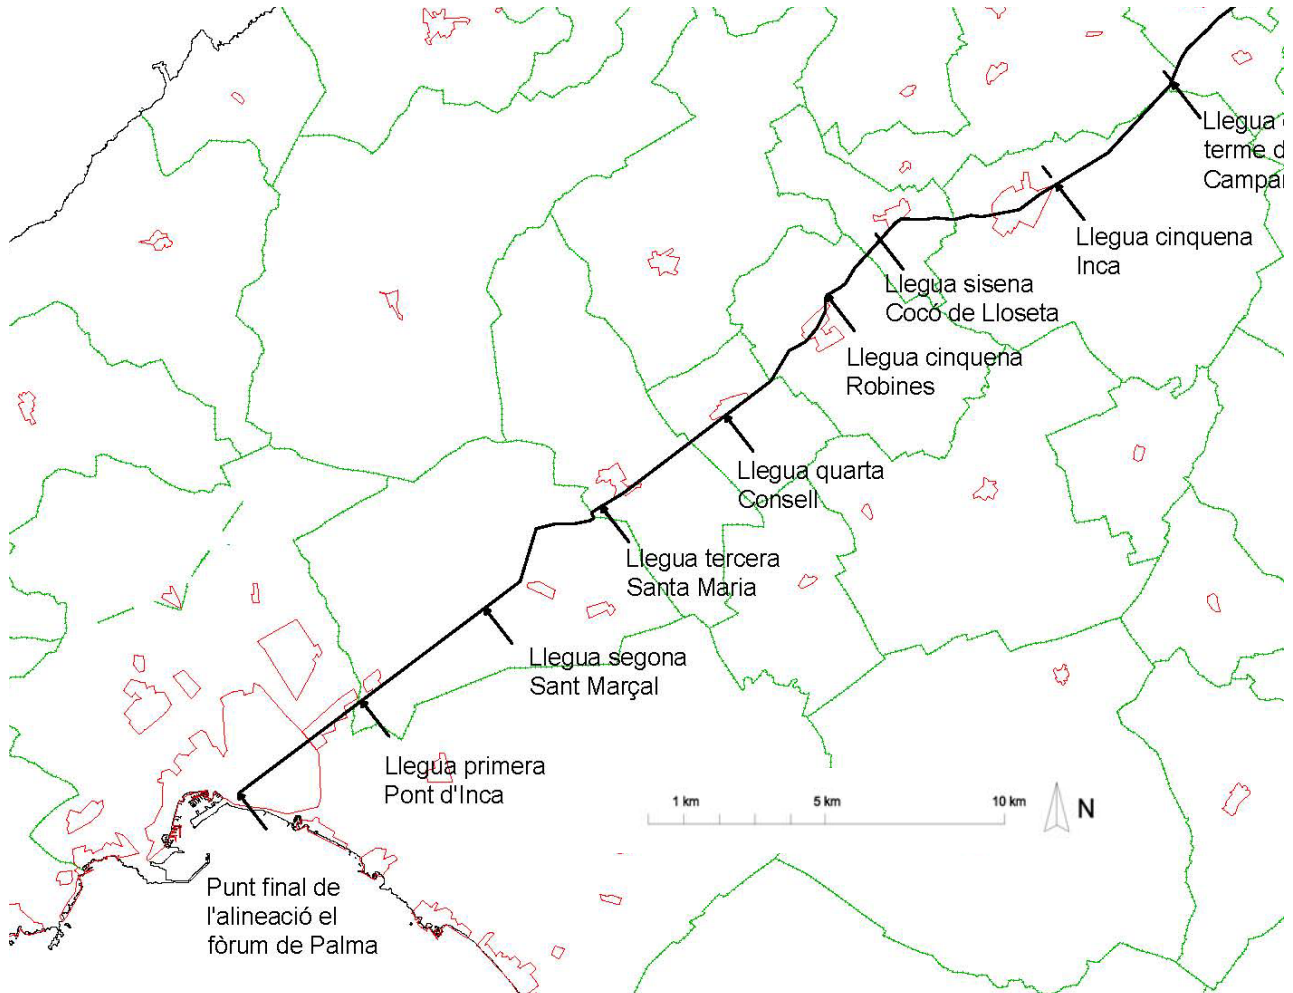 Llegua
terme d
Campa
Llegua cinquena
Inca
Llegua sisena
Cocó de Lloseta
Llegua cinquena
Robines
Llegua quarta
Consell
Llegua tercera
Santa Maria
Llegua segona
Sant Marçal
Llegua primera
Pont d'Inca
1 km
5 km
10 km
N
Punt final de
l'alineació el
fòrum de Palma